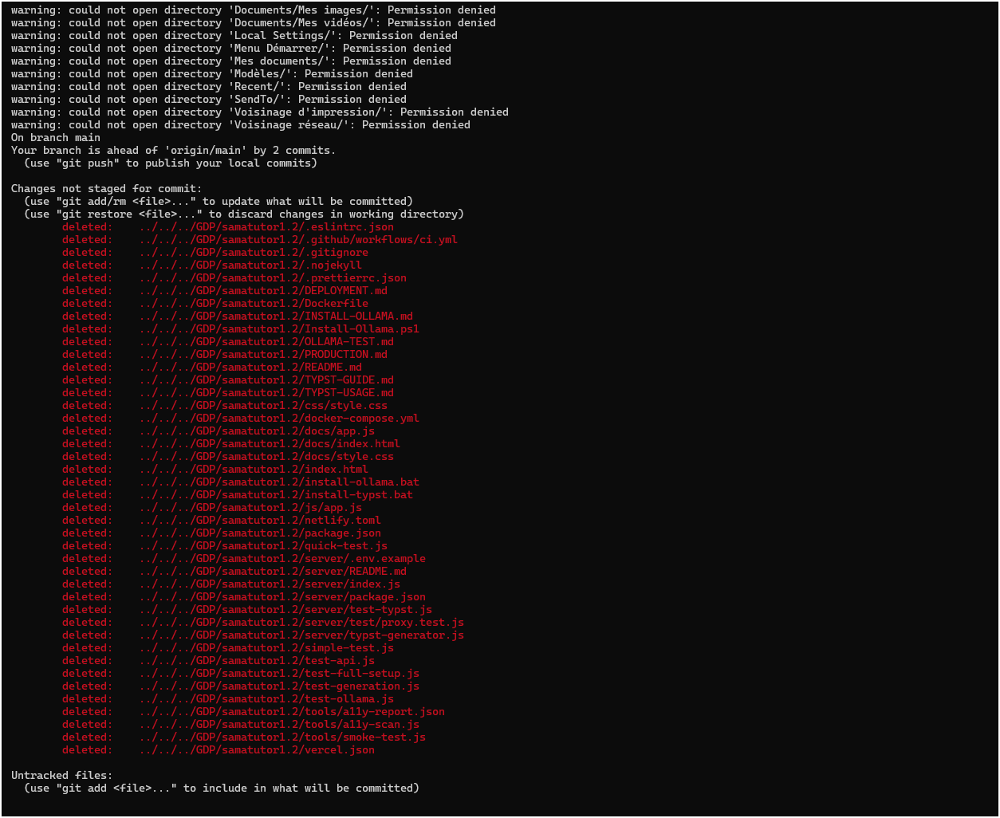 warning: could not open directory 'Documents/Mes images/': Permission denied
warning: could not open directory 'Documents/Mes vidéos/': Permission denied
warning: could not open directory 'Local Settings/': Permission denied
warning: could not open directory 'Menu Démarrer/': Permission denied
warning: could not open directory 'Mes documents/': Permission denied
warning: could not open directory 'Modèles/': Permission denied
warning: could not open directory 'Recent/': Permission denied
warning: could not open directory 'SendTo/': Permission denied
warning: could not open directory 'Voisinage d'impression/': Permission denied
warning: could not open directory 'Voisinage réseau/': Permission denied
On branch main
Your branch is ahead of 'origin/main' by 2 commits.
  (use "git push" to publish your local commits)

Changes not staged for commit:
  (use "git add/rm <file>..." to update what will be committed)
  (use "git restore <file>..." to discard changes in working directory)
        deleted:    ../../../GDP/samatutor1.2/.eslintrc.json
        deleted:    ../../../GDP/samatutor1.2/.github/workflows/ci.yml
        deleted:    ../../../GDP/samatutor1.2/.gitignore
        deleted:    ../../../GDP/samatutor1.2/.nojekyll
        deleted:    ../../../GDP/samatutor1.2/.prettierrc.json
        deleted:    ../../../GDP/samatutor1.2/DEPLOYMENT.md
        deleted:    ../../../GDP/samatutor1.2/Dockerfile
        deleted:    ../../../GDP/samatutor1.2/INSTALL-OLLAMA.md
        deleted:    ../../../GDP/samatutor1.2/Install-Ollama.ps1
        deleted:    ../../../GDP/samatutor1.2/OLLAMA-TEST.md
        deleted:    ../../../GDP/samatutor1.2/PRODUCTION.md
        deleted:    ../../../GDP/samatutor1.2/README.md
        deleted:    ../../../GDP/samatutor1.2/TYPST-GUIDE.md
        deleted:    ../../../GDP/samatutor1.2/TYPST-USAGE.md
        deleted:    ../../../GDP/samatutor1.2/css/style.css
        deleted:    ../../../GDP/samatutor1.2/docker-compose.yml
        deleted:    ../../../GDP/samatutor1.2/docs/app.js
        deleted:    ../../../GDP/samatutor1.2/docs/index.html
        deleted:    ../../../GDP/samatutor1.2/docs/style.css
        deleted:    ../../../GDP/samatutor1.2/index.html
        deleted:    ../../../GDP/samatutor1.2/install-ollama.bat
        deleted:    ../../../GDP/samatutor1.2/install-typst.bat
        deleted:    ../../../GDP/samatutor1.2/js/app.js
        deleted:    ../../../GDP/samatutor1.2/netlify.toml
        deleted:    ../../../GDP/samatutor1.2/package.json
        deleted:    ../../../GDP/samatutor1.2/quick-test.js
        deleted:    ../../../GDP/samatutor1.2/server/.env.example
        deleted:    ../../../GDP/samatutor1.2/server/README.md
        deleted:    ../../../GDP/samatutor1.2/server/index.js
        deleted:    ../../../GDP/samatutor1.2/server/package.json
        deleted:    ../../../GDP/samatutor1.2/server/test-typst.js
        deleted:    ../../../GDP/samatutor1.2/server/test/proxy.test.js
        deleted:    ../../../GDP/samatutor1.2/server/typst-generator.js
        deleted:    ../../../GDP/samatutor1.2/simple-test.js
        deleted:    ../../../GDP/samatutor1.2/test-api.js
        deleted:    ../../../GDP/samatutor1.2/test-full-setup.js
        deleted:    ../../../GDP/samatutor1.2/test-generation.js
        deleted:    ../../../GDP/samatutor1.2/test-ollama.js
        deleted:    ../../../GDP/samatutor1.2/tools/a11y-report.json
        deleted:    ../../../GDP/samatutor1.2/tools/a11y-scan.js
        deleted:    ../../../GDP/samatutor1.2/tools/smoke-test.js
        deleted:    ../../../GDP/samatutor1.2/vercel.json

Untracked files:
  (use "git add <file>..." to include in what will be committed)